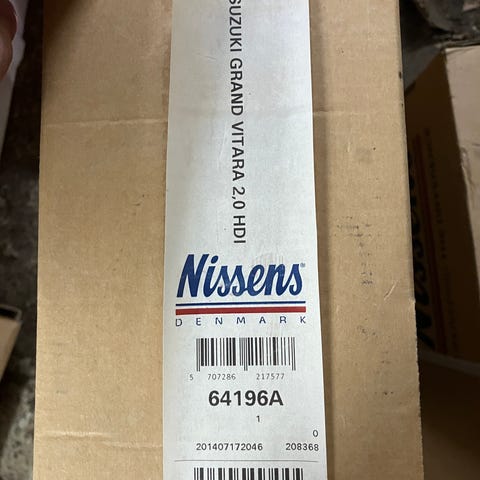 SUZUKI GRAND VITARA 2,0 HDI
Nissens®
DENMARK
5 707286 217577
64196A
1
0
201407172046 208368